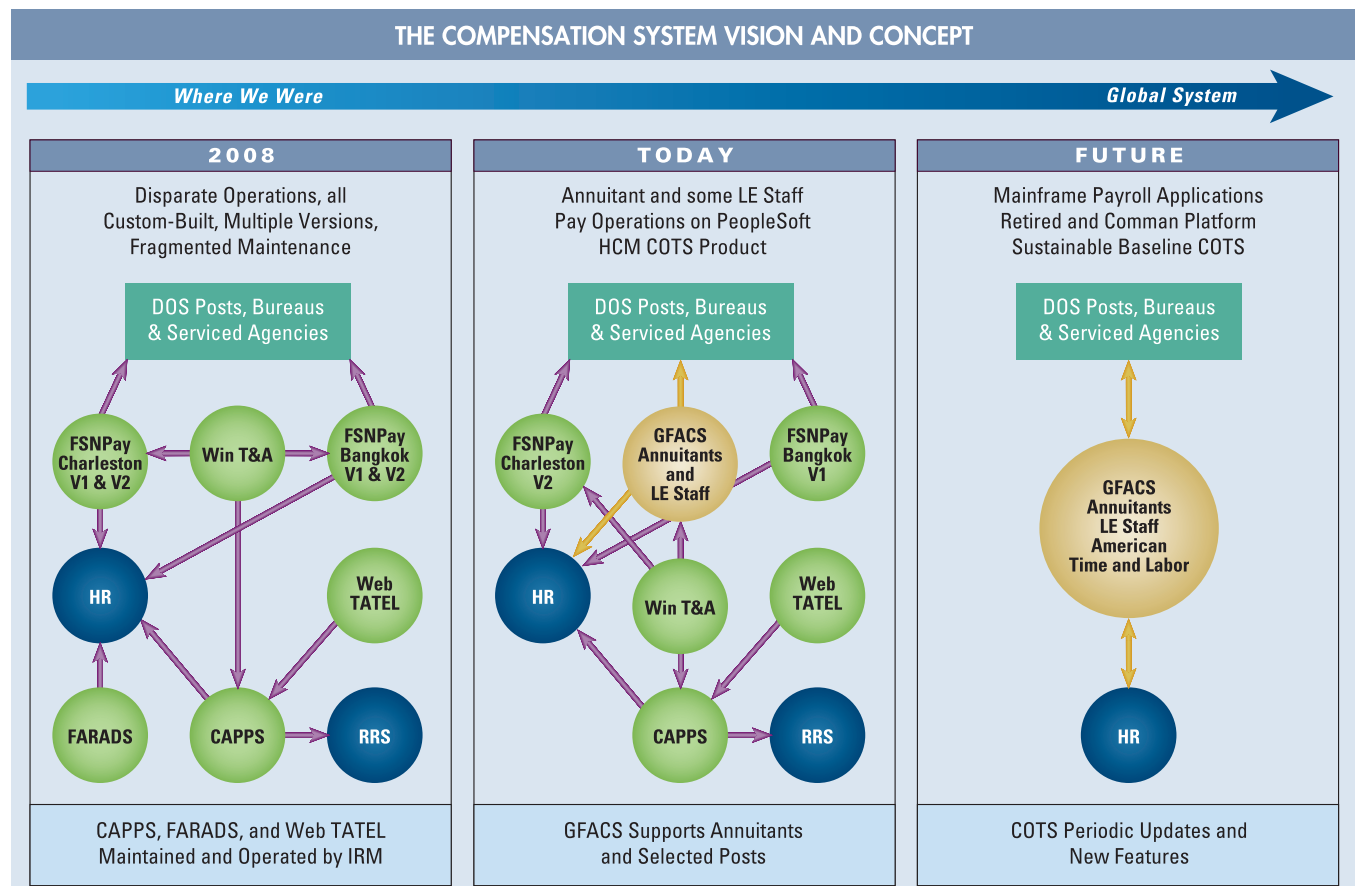 THE COMPENSATION SYSTEM VISION AND CONCEPT
Where We Were
Global System
2008
Disparate Operations, all
Custom-Built, Multiple Versions,
Fragmented Maintenance
DOS Posts, Bureaus
& Serviced Agencies
FSNPay
Charleston
V1 & V2
Win T&A
FSNPay
Bangkok
V1 & V2
HR
Web
TATEL
FARADS
CAPPS
RRS
CAPPS, FARADS, and Web TATEL
Maintained and Operated by IRM
TODAY
Annuitant and some LE Staff
Pay Operations on PeopleSoft
HCM COTS Product
DOS Posts, Bureaus
& Serviced Agencies
FSNPay
Charleston
V2
GFACS
Annuitants
and
LE Staff
FSNPay
Bangkok
V1
HR
Win T&A
Web
TATEL
CAPPS
RRS
GFACS Supports Annuitants
and Selected Posts
FUTURE
Mainframe Payroll Applications
Retired and Comman Platform
Sustainable Baseline COTS
DOS Posts, Bureaus
& Serviced Agencies
GFACS
Annuitants
LE Staff
American
Time and Labor
HR
COTS Periodic Updates and
New Features